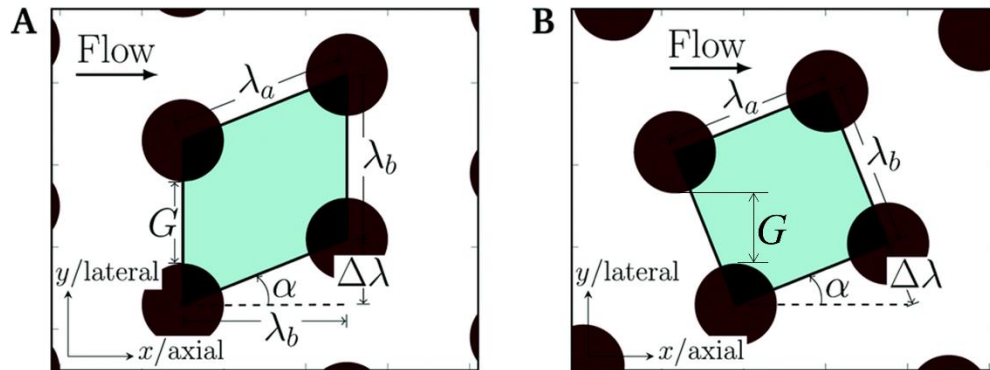 A
Flow
λa
λb
G
y/lateral
α
Δλ
λb
x/axial
B
Flow
λa
λb
G
y/lateral
α
Δλ
x/axial